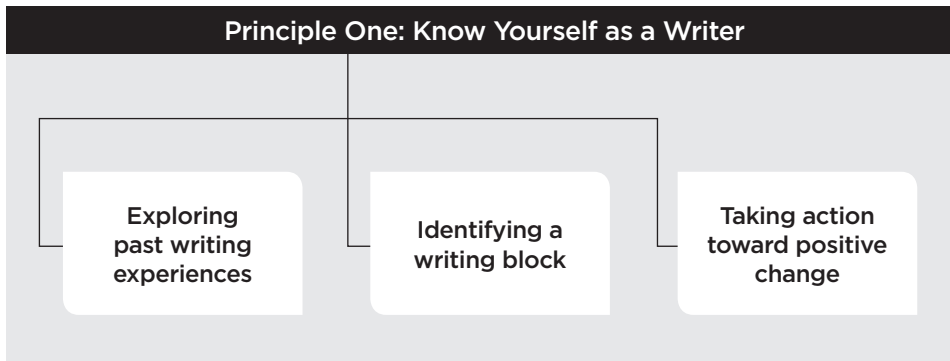 Principle One: Know Yourself as a Writer
Exploring
past writing
experiences
Identifying a
writing block
Taking action
toward positive
change